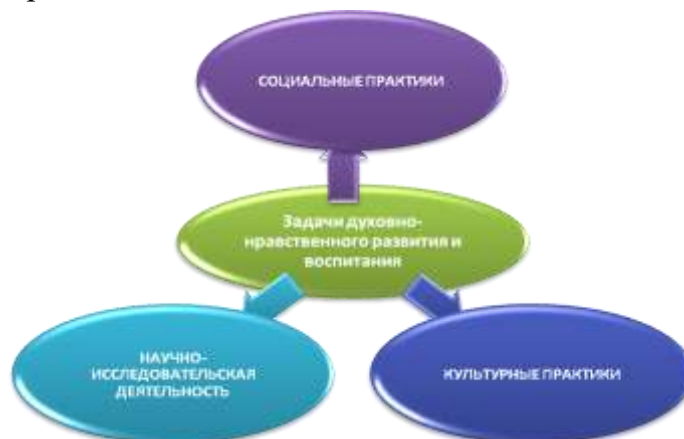 СОЦИАЛЬНЫЕ ПРАКТИКИ
Задачи духовно-
нравственного развития и
воспитания
НАУЧНО-
ИССЛЕДОВАТЕЛЬСКАЯ
ДЕЯТЕЛЬНОСТЬ
КУЛЬТУРНЫЕ ПРАКТИКИ